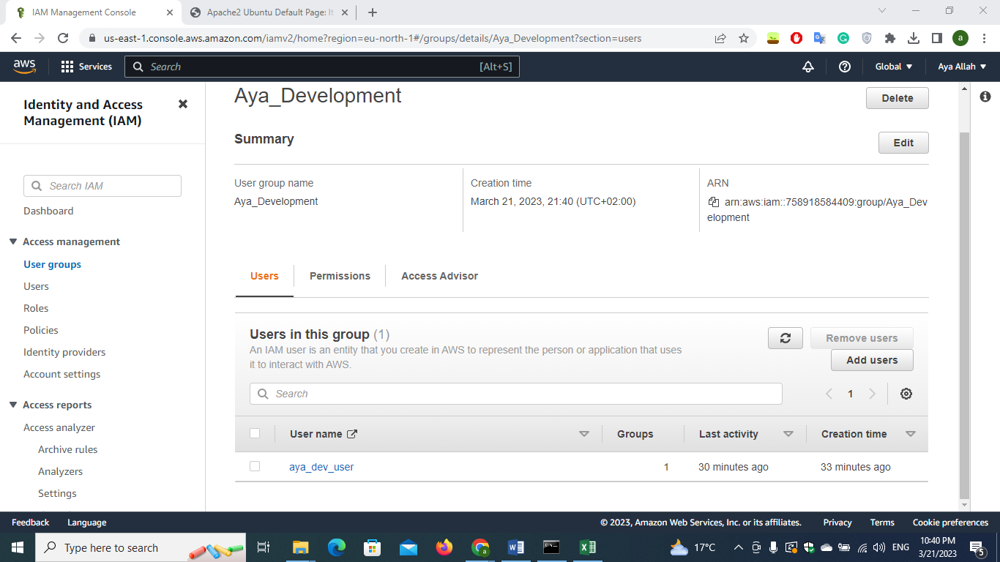 IAM Management Console
Apache2 Ubuntu Default Page: It
us-east-1.console.aws.amazon.com/iamv2/home?region=eu-north-1#/groups/details/Aya_Development?section=users
a
aws
Services
Search
[Alt+S]
Global
Aya Allah
Identity and Access
Management (IAM)
Search IAM
Dashboard
Access management
User groups
Users
Roles
Policies
Identity providers
Account settings
Access reports
Access analyzer
Archive rules
Analyzers
Settings
Aya_Development
Delete
Summary
Edit
User group name
Aya_Development
Creation time
March 21, 2023, 21:40 (UTC+02:00)
ARN
arn:aws:iam::758918584409:group/Aya_Dev
elopment
Users
Permissions
Access Advisor
Users in this group (1)
An IAM user is an entity that you create in AWS to represent the person or application that uses
it to interact with AWS.
Remove users
Add users
Search
1
User name
Groups
Last activity
Creation time
aya_dev_user
1
30 minutes ago
33 minutes ago
Feedback
Language
© 2023, Amazon Web Services, Inc. or its affiliates.
Privacy
Terms
Cookie preferences
Type here to search
17°C
ENG
10:40 PM
3/21/2023
5